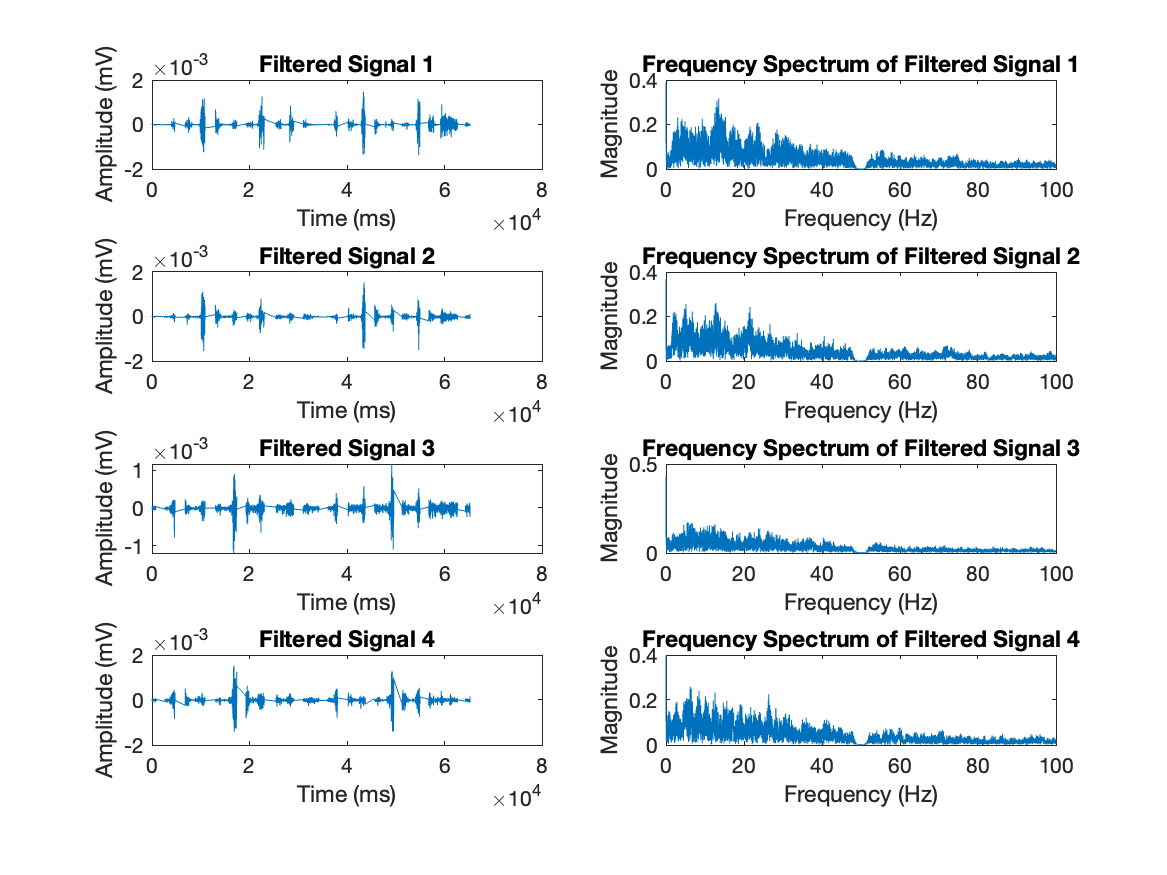 Filtered Signal 1
×10-3
Amplitude (mV)
2
0
-2
0 2 4 6 8
Time (ms)
×104
Frequency Spectrum of Filtered Signal 1
Magnitude
0.4
0.2
0
0 20 40 60 80 100
Frequency (Hz)
Filtered Signal 2
×10-3
Amplitude (mV)
2
0
-2
0 2 4 6 8
Time (ms)
×104
Frequency Spectrum of Filtered Signal 2
Magnitude
0.4
0.2
0
0 20 40 60 80 100
Frequency (Hz)
Filtered Signal 3
×10-3
Amplitude (mV)
1
0
-1
0 2 4 6 8
Time (ms)
×104
Frequency Spectrum of Filtered Signal 3
Magnitude
0.5
0
0 20 40 60 80 100
Frequency (Hz)
Filtered Signal 4
×10-3
Amplitude (mV)
2
0
-2
0 2 4 6 8
Time (ms)
×104
Frequency Spectrum of Filtered Signal 4
Magnitude
0.4
0.2
0
0 20 40 60 80 100
Frequency (Hz)